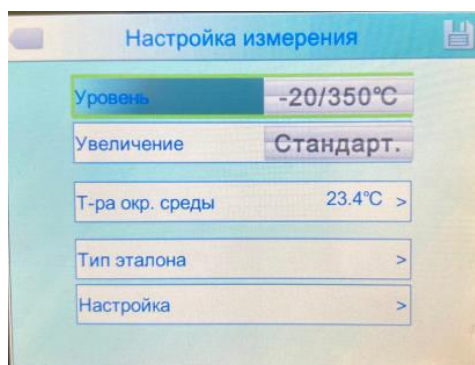 Настройка измерения
Уровень -20/350°C
Увеличение Стандарт.
Т-ра окр. среды 23.4°C >
Тип эталона >
Настройка >